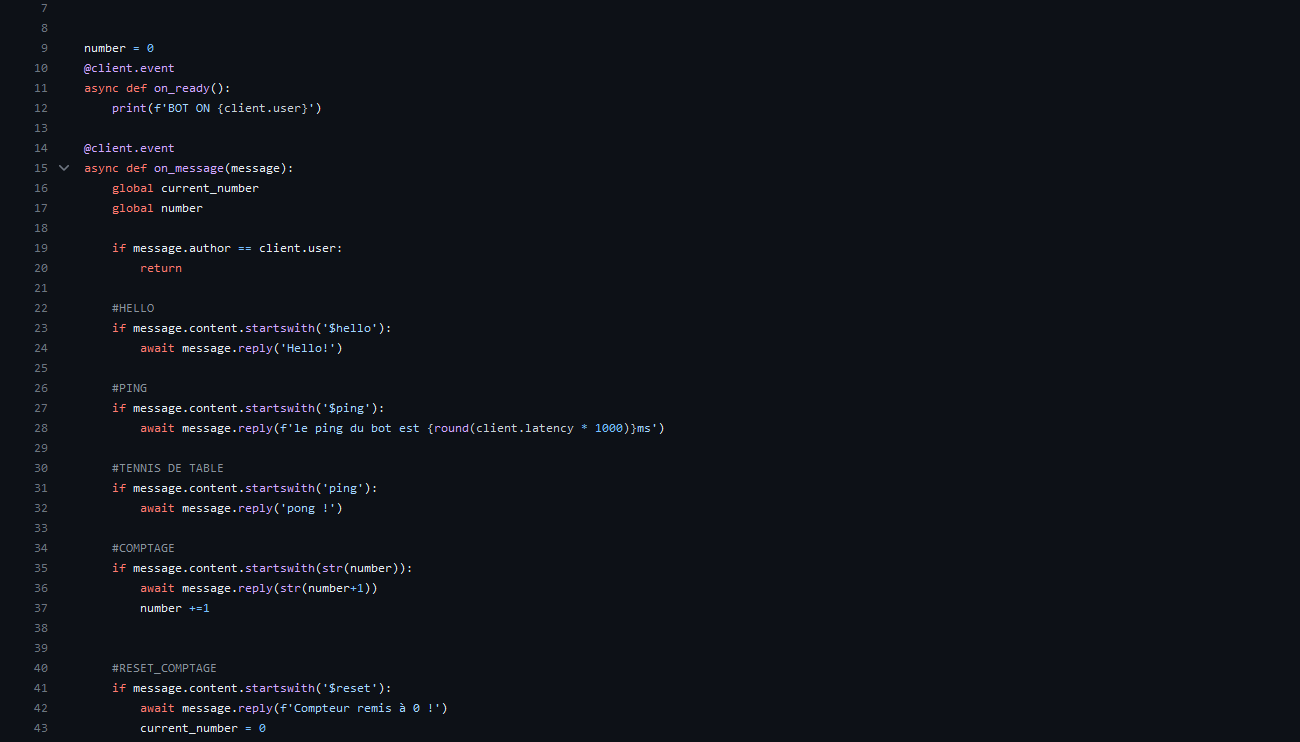 7
8
9 number = 0
10 @client.event
11 async def on_ready():
12     print(f'BOT ON {client.user}')
13
14 @client.event
15 async def on_message(message):
16     global current_number
17     global number
18
19     if message.author == client.user:
20         return
21
22     #HELLO
23     if message.content.startswith('$hello'):
24         await message.reply('Hello!')
25
26     #PING
27     if message.content.startswith('$ping'):
28         await message.reply(f'le ping du bot est {round(client.latency * 1000)}ms')
29
30     #TENNIS DE TABLE
31     if message.content.startswith('ping'):
32         await message.reply('pong !')
33
34     #COMPTAGE
35     if message.content.startswith(str(number)):
36         await message.reply(str(number+1))
37         number +=1
38
39
40     #RESET_COMPTAGE
41     if message.content.startswith('$reset'):
42         await message.reply(f'Compteur remis à 0 !')
43         current_number = 0